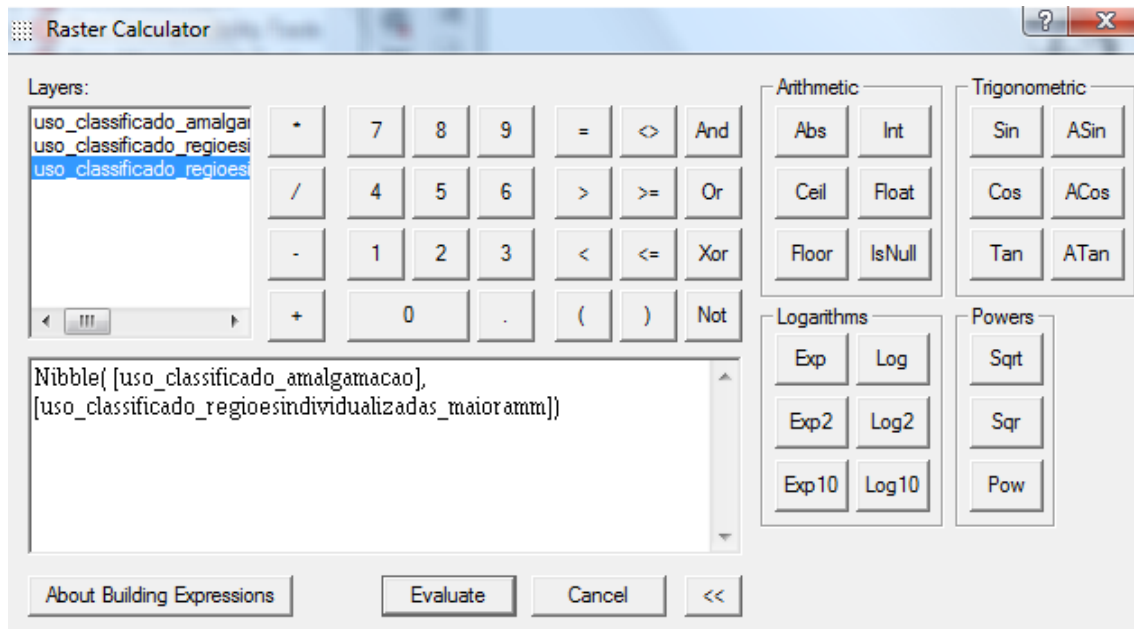 Raster Calculator
?
X
Layers:
uso_classificado_amalgar
uso_classificado_regioesi
uso_classificado_regioesi
* 7 8 9 = <> And
/ 4 5 6 > >= Or
- 1 2 3 < <= Xor
+ 0 . ( ) Not
Arithmetic
Abs Int
Ceil Float
Floor IsNull
Trigonometric
Sin ASin
Cos ACos
Tan ATan
Logarithms
Exp Log
Exp2 Log2
Exp10 Log10
Powers
Sqrt
Sqr
Pow
Nibble( [uso_classificado_amalgamacao],
[uso_classificado_regioesindividualizadas_maioramm])
About Building Expressions Evaluate Cancel <<